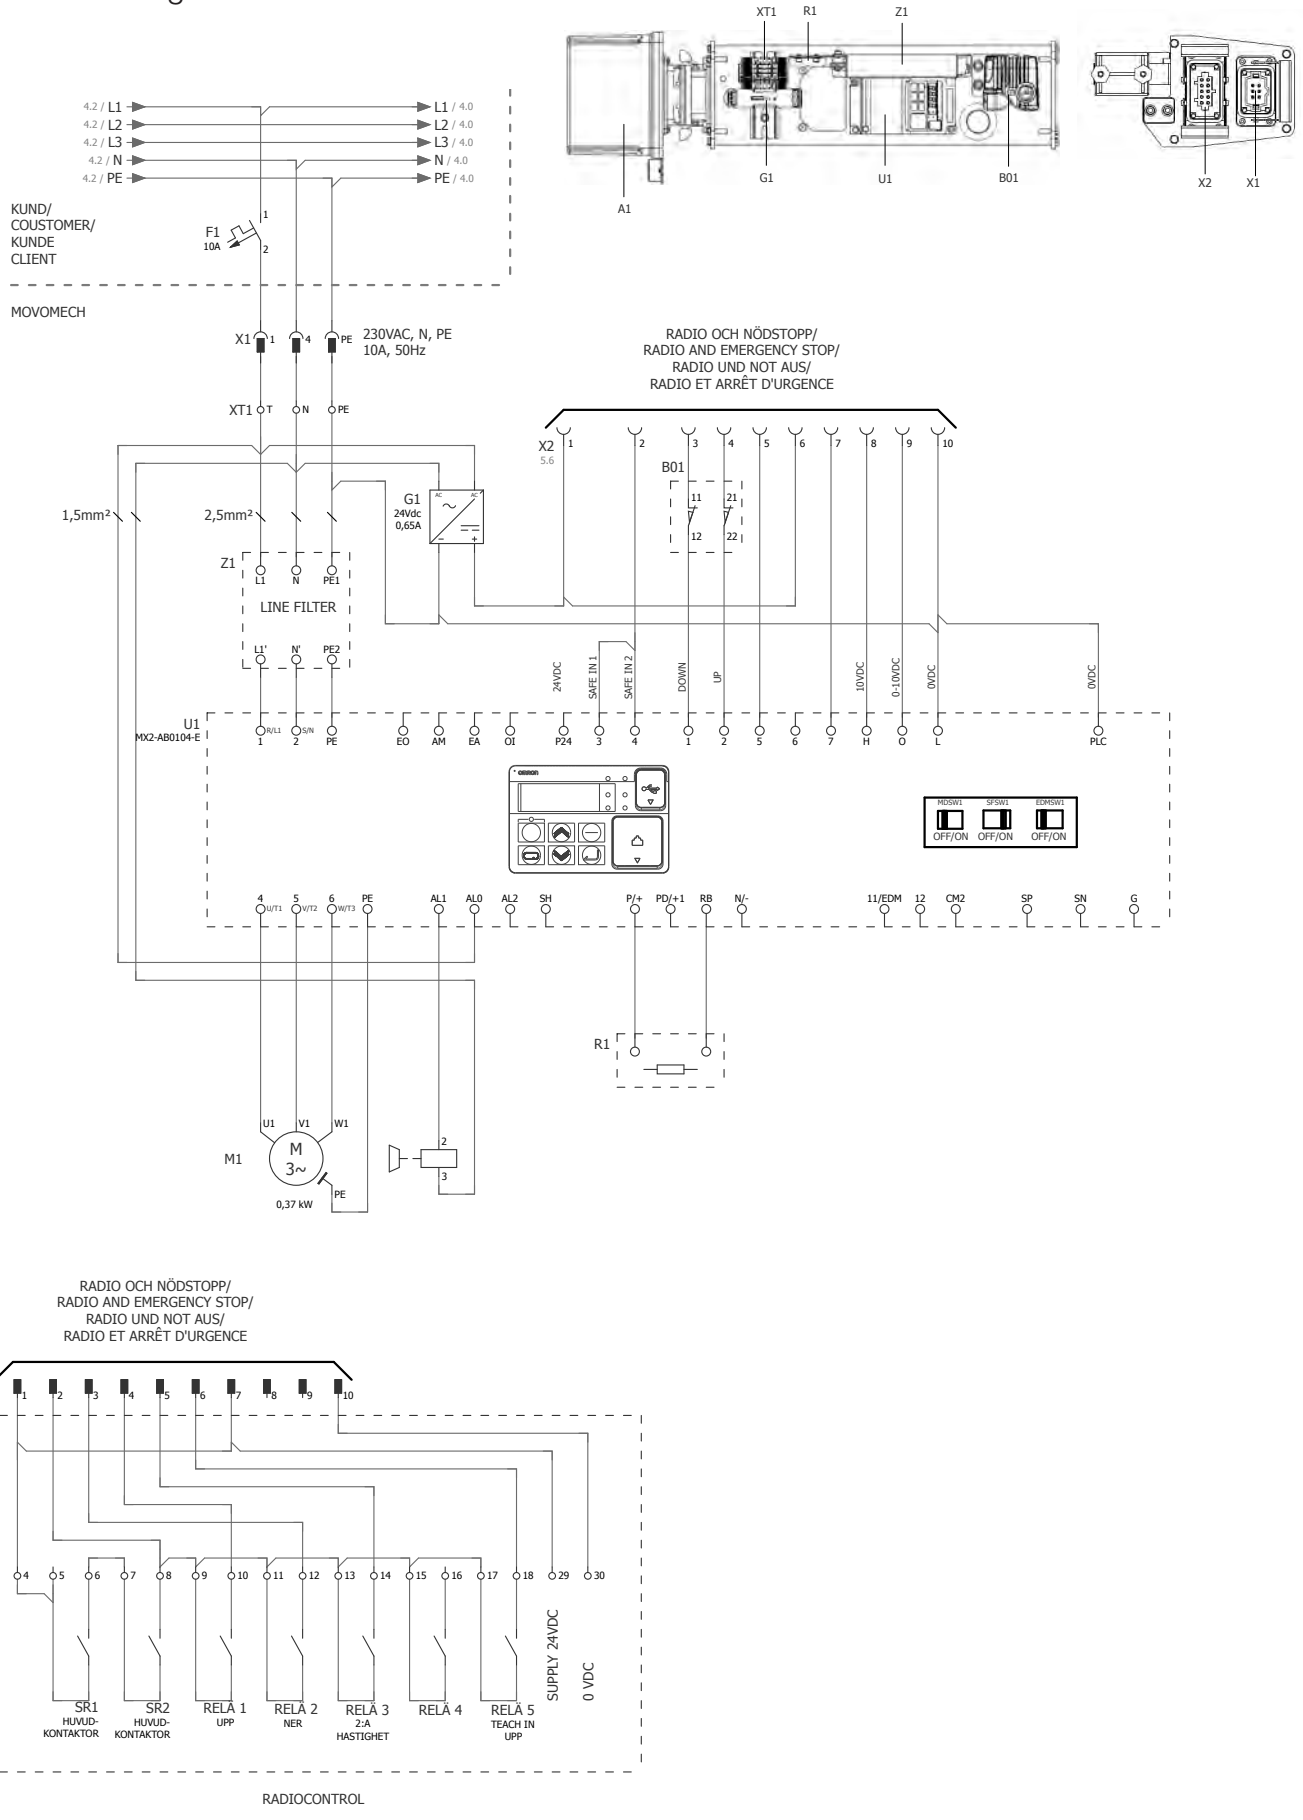 XT1 R1 Z1
G1 U1 B01
A1
X2 X1
4.2 / L1 L1 / 4.0
4.2 / L2 L2 / 4.0
4.2 / L3 L3 / 4.0
4.2 / N N / 4.0
4.2 / PE PE / 4.0
KUND/
COUSTOMER/
KUNDE
CLIENT
F1
10A
1
2
MOVOMECH
X1 1 4 PE
230VAC, N, PE
10A, 50Hz
XT1 T N PE
RADIO OCH NÖDSTOPP/
RADIO AND EMERGENCY STOP/
RADIO UND NOT AUS/
RADIO ET ARRÊT D'URGENCE
X2
5.6
1 2 3 4 5 6 7 8 9 10
B01
11 21
12 22
1,5mm² 2,5mm²
G1
24Vdc
0,65A
AC AC
− +
Z1
L1 N PE1
LINE FILTER
L1' N' PE2
24VDC
SAFE IN 1
SAFE IN 2
DOWN
UP
10VDC
0-10VDC
0VDC
0VDC
U1
MX2-AB0104-E
R/L1 S/N
1 2 PE EO AM EA OI P24 3 4 1 2 5 6 7 H O L PLC
OMRON
MDSW1 SFSW1 EDMSW1
OFF/ON OFF/ON OFF/ON
4 5 6 PE AL1 AL0 AL2 SH P/+ PD/+1 RB N/- 11/EDM 12 CM2 SP SN G
U/T1 V/T2 W/T3
R1
U1 V1 W1
M1
M
3~
PE
0,37 kW
2
3
RADIO OCH NÖDSTOPP/
RADIO AND EMERGENCY STOP/
RADIO UND NOT AUS/
RADIO ET ARRÊT D'URGENCE
1 2 3 4 5 6 7 8 9 10
4 5 6 7 8 9 10 11 12 13 14 15 16 17 18 29 30
SUPPLY 24VDC
0 VDC
SR1
HUVUD-
KONTAKTOR
SR2
HUVUD-
KONTAKTOR
RELÄ 1
UPP
RELÄ 2
NER
RELÄ 3
2:A
HASTIGHET
RELÄ 4
RELÄ 5
TEACH IN
UPP
RADIOCONTROL